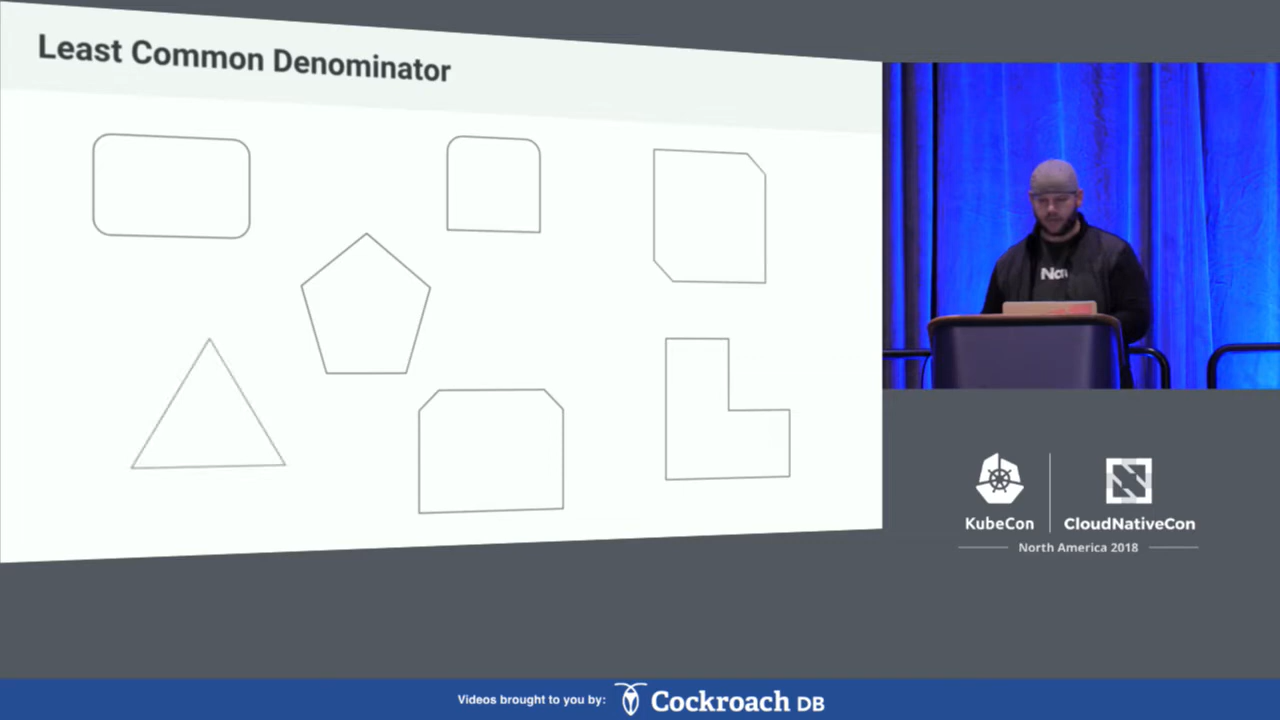 Least Common Denominator
KubeCon
CloudNativeCon
North America 2018
Videos brought to you by:
Cockroach DB